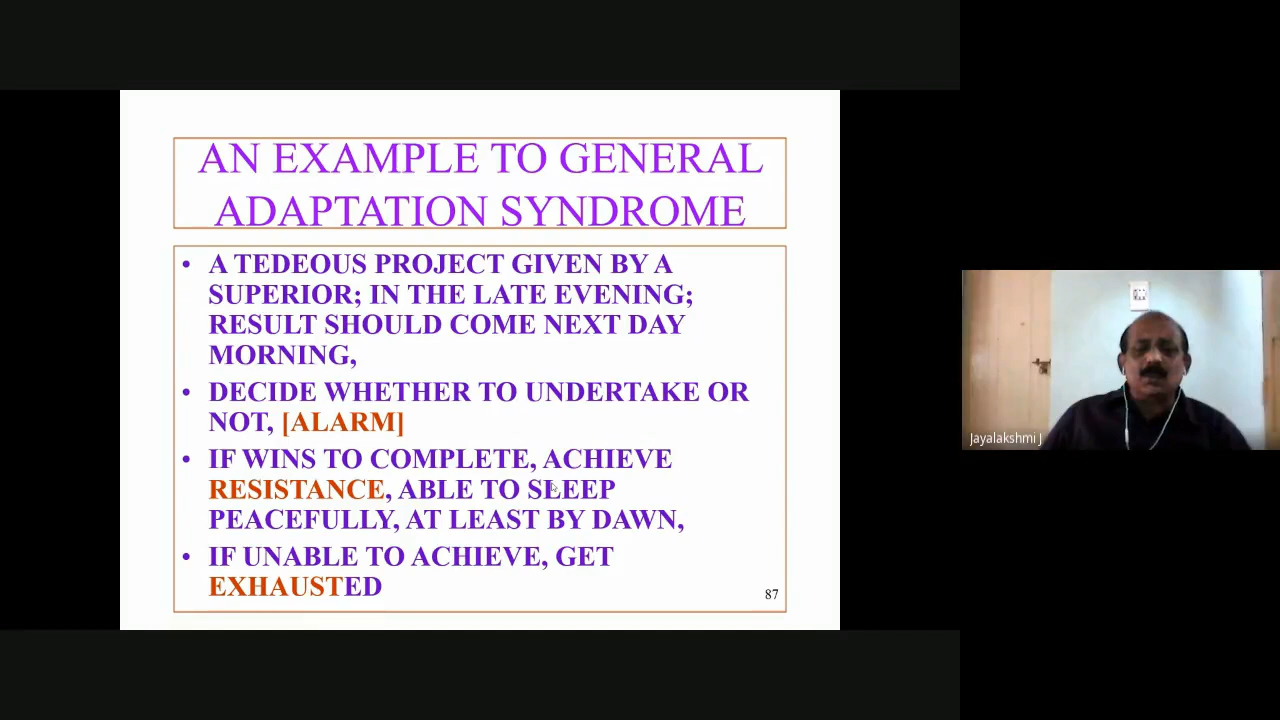 AN EXAMPLE TO GENERAL
ADAPTATION SYNDROME
• A TEDEOUS PROJECT GIVEN BY A
SUPERIOR; IN THE LATE EVENING;
RESULT SHOULD COME NEXT DAY
MORNING,
• DECIDE WHETHER TO UNDERTAKE OR
NOT, [ALARM]
• IF WINS TO COMPLETE, ACHIEVE
RESISTANCE, ABLE TO SLEEP
PEACEFULLY, AT LEAST BY DAWN,
• IF UNABLE TO ACHIEVE, GET
EXHAUSTED
87
Jayalakshmi J